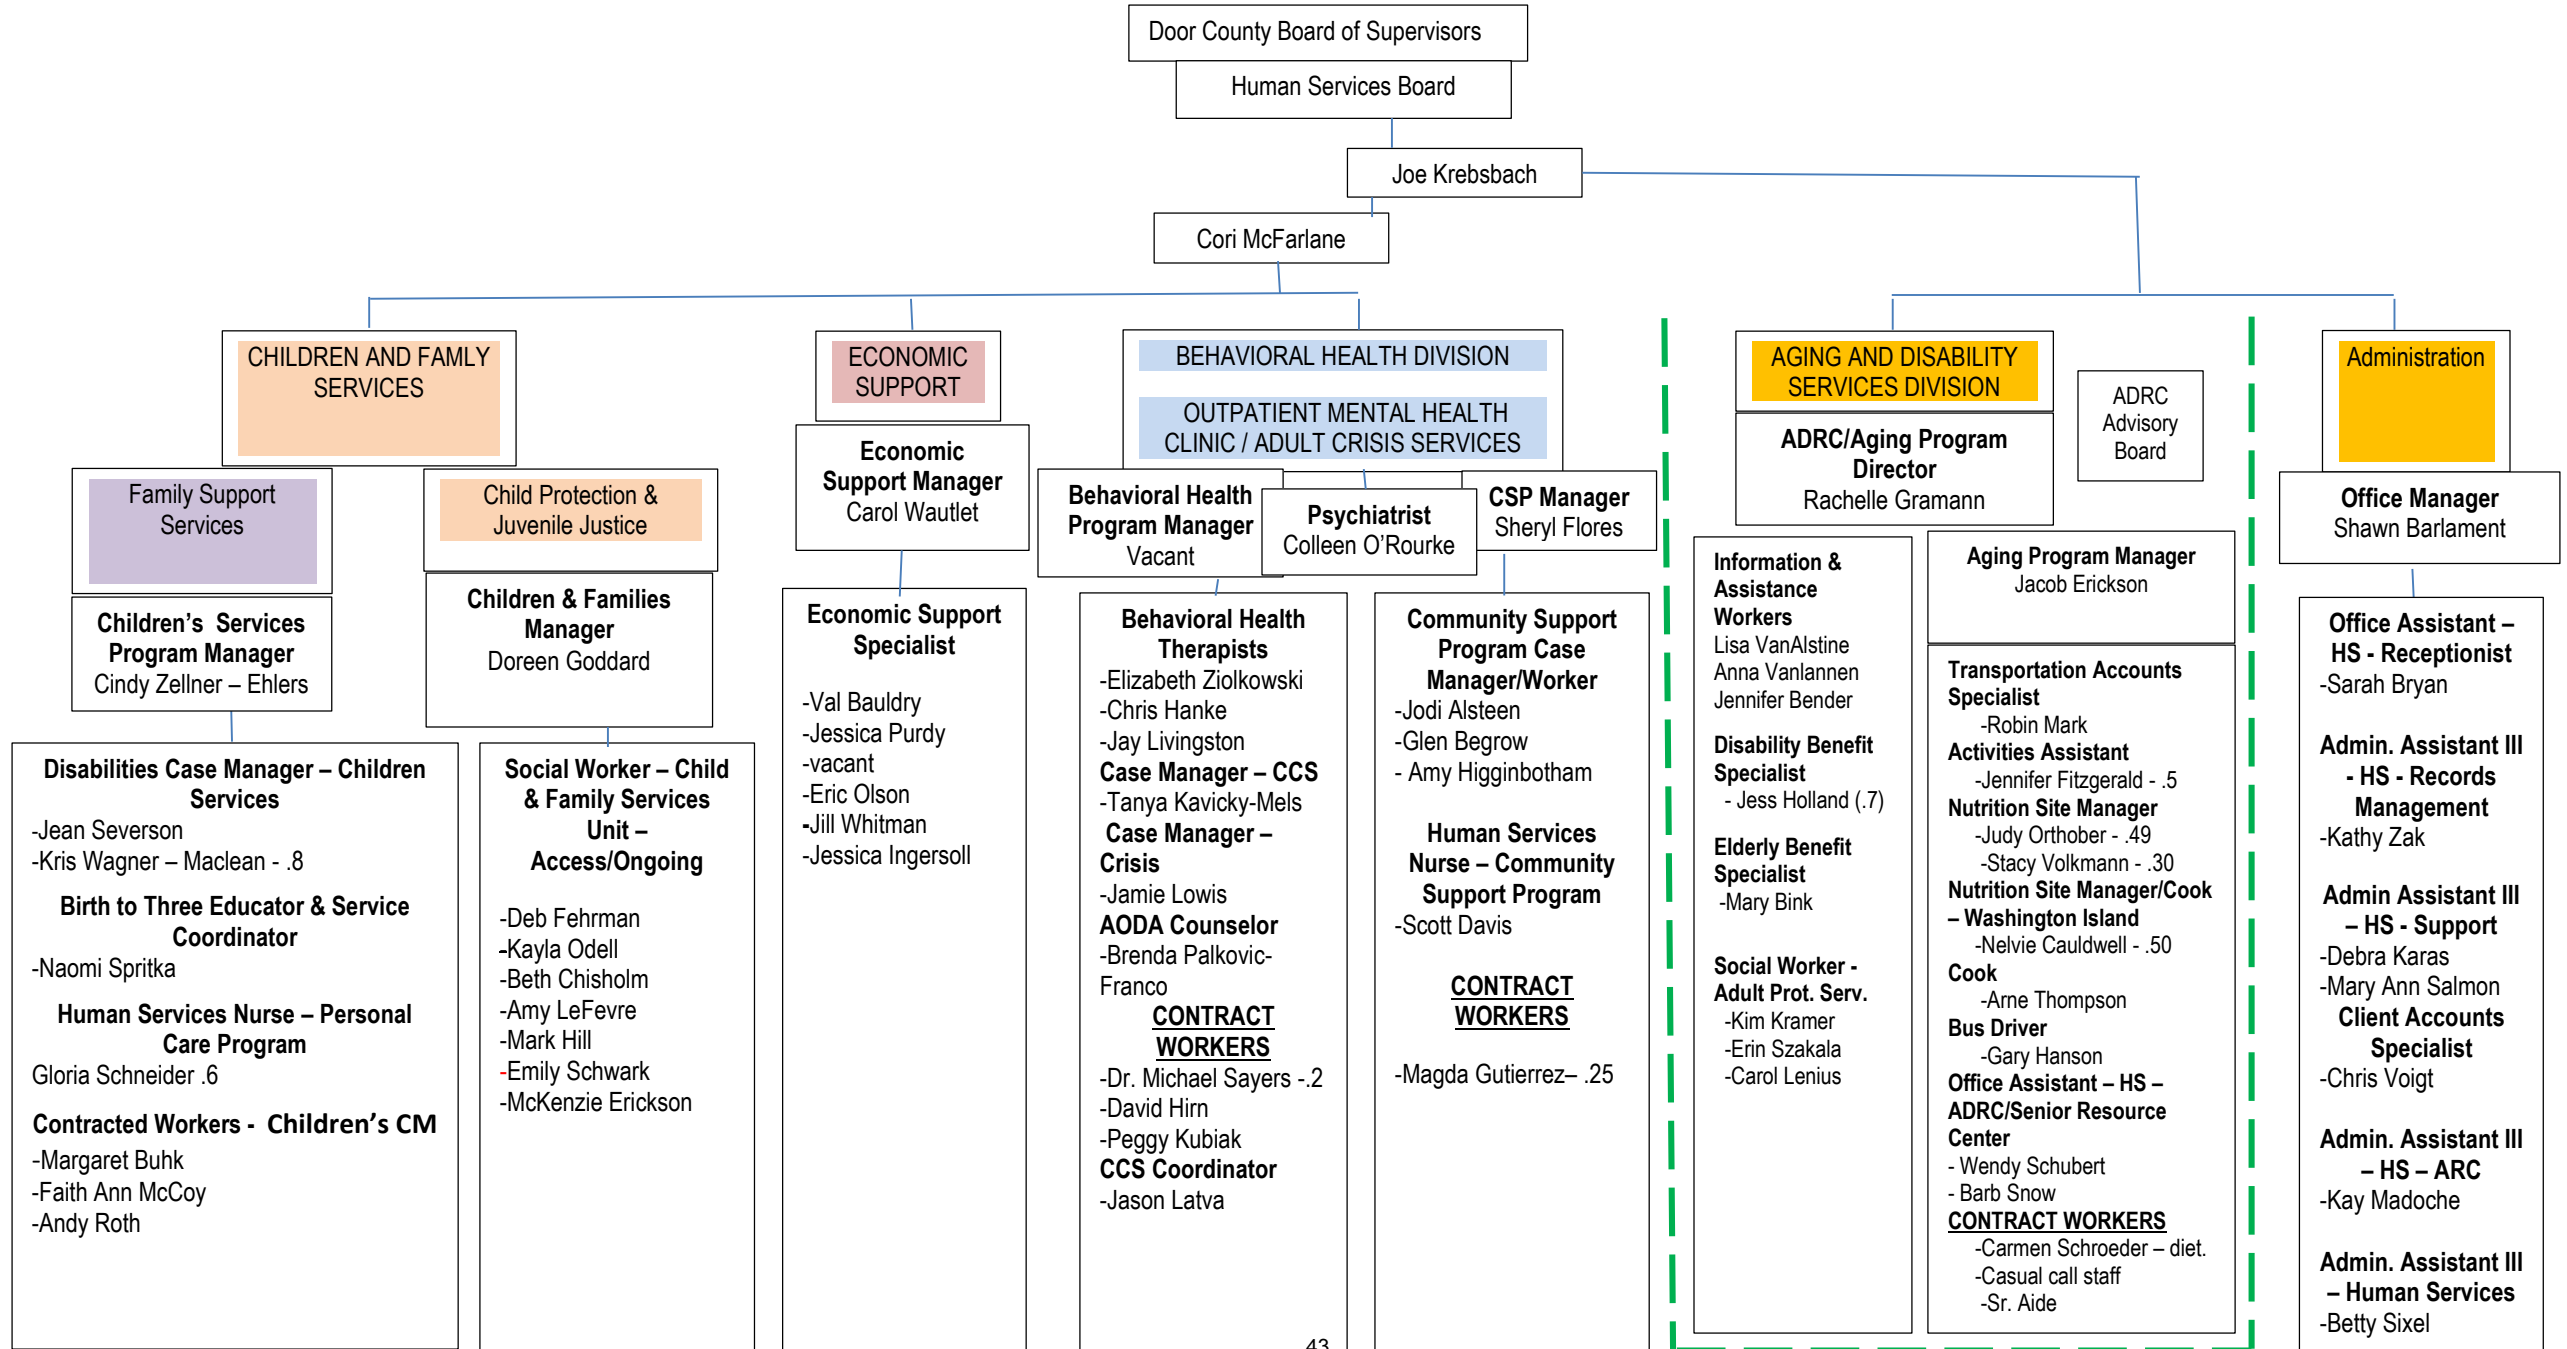 Door County Board of Supervisors
Human Services Board
Joe Krebsbach
Cori McFarlane
CHILDREN AND FAMLY
SERVICES
Family Support
Services
Children’s  Services
Program Manager
Cindy Zellner – Ehlers
Disabilities Case Manager – Children
Services
-Jean Severson
-Kris Wagner – Maclean - .8
Birth to Three Educator & Service
Coordinator
-Naomi Spritka
Human Services Nurse – Personal
Care Program
Gloria Schneider .6
Contracted Workers -  Children’s CM
-Margaret Buhk
-Faith Ann McCoy
-Andy Roth
Child Protection &
Juvenile Justice
Children & Families
Manager
Doreen Goddard
Social Worker – Child
& Family Services
Unit –
Access/Ongoing
-Deb Fehrman
-Kayla Odell
-Beth Chisholm
-Amy LeFevre
-Mark Hill
-Emily Schwark
-McKenzie Erickson
ECONOMIC
SUPPORT
Economic
Support Manager
Carol Wautlet
Economic Support
Specialist
-Val Bauldry
-Jessica Purdy
-vacant
-Eric Olson
-Jill Whitman
-Jessica Ingersoll
BEHAVIORAL HEALTH DIVISION
OUTPATIENT MENTAL HEALTH
CLINIC / ADULT CRISIS SERVICES
Behavioral Health
Program Manager
Vacant
Psychiatrist
Colleen O’Rourke
CSP Manager
Sheryl Flores
Behavioral Health
Therapists
-Elizabeth Ziolkowski
-Chris Hanke
-Jay Livingston
Case Manager – CCS
-Tanya Kavicky-Mels
Case Manager –
Crisis
-Jamie Lowis
AODA Counselor
-Brenda Palkovic-
Franco
CONTRACT
WORKERS
-Dr. Michael Sayers -.2
-David Hirn
-Peggy Kubiak
CCS Coordinator
-Jason Latva
Community Support
Program Case
Manager/Worker
-Jodi Alsteen
-Glen Begrow
- Amy Higginbotham
Human Services
Nurse – Community
Support Program
-Scott Davis
CONTRACT
WORKERS
-Magda Gutierrez– .25
AGING AND DISABILITY
SERVICES DIVISION
ADRC/Aging Program
Director
Rachelle Gramann
ADRC
Advisory
Board
Information &
Assistance
Workers
Lisa VanAlstine
Anna Vanlannen
Jennifer Bender
Disability Benefit
Specialist
- Jess Holland (.7)
Elderly Benefit
Specialist
-Mary Bink
Social Worker -
Adult Prot. Serv.
-Kim Kramer
-Erin Szakala
-Carol Lenius
Aging Program Manager
Jacob Erickson
Transportation Accounts
Specialist
-Robin Mark
Activities Assistant
-Jennifer Fitzgerald - .5
Nutrition Site Manager
-Judy Orthober - .49
-Stacy Volkmann - .30
Nutrition Site Manager/Cook
– Washington Island
-Nelvie Cauldwell - .50
Cook
-Arne Thompson
Bus Driver
-Gary Hanson
Office Assistant – HS –
ADRC/Senior Resource
Center
- Wendy Schubert
- Barb Snow
CONTRACT WORKERS
-Carmen Schroeder – diet.
-Casual call staff
-Sr. Aide
Administration
Office Manager
Shawn Barlament
Office Assistant –
HS - Receptionist
-Sarah Bryan
Admin. Assistant III
- HS - Records
Management
-Kathy Zak
Admin Assistant III
– HS - Support
-Debra Karas
-Mary Ann Salmon
Client Accounts
Specialist
-Chris Voigt
Admin. Assistant III
– HS – ARC
-Kay Madoche
Admin. Assistant III
– Human Services
-Betty Sixel
43